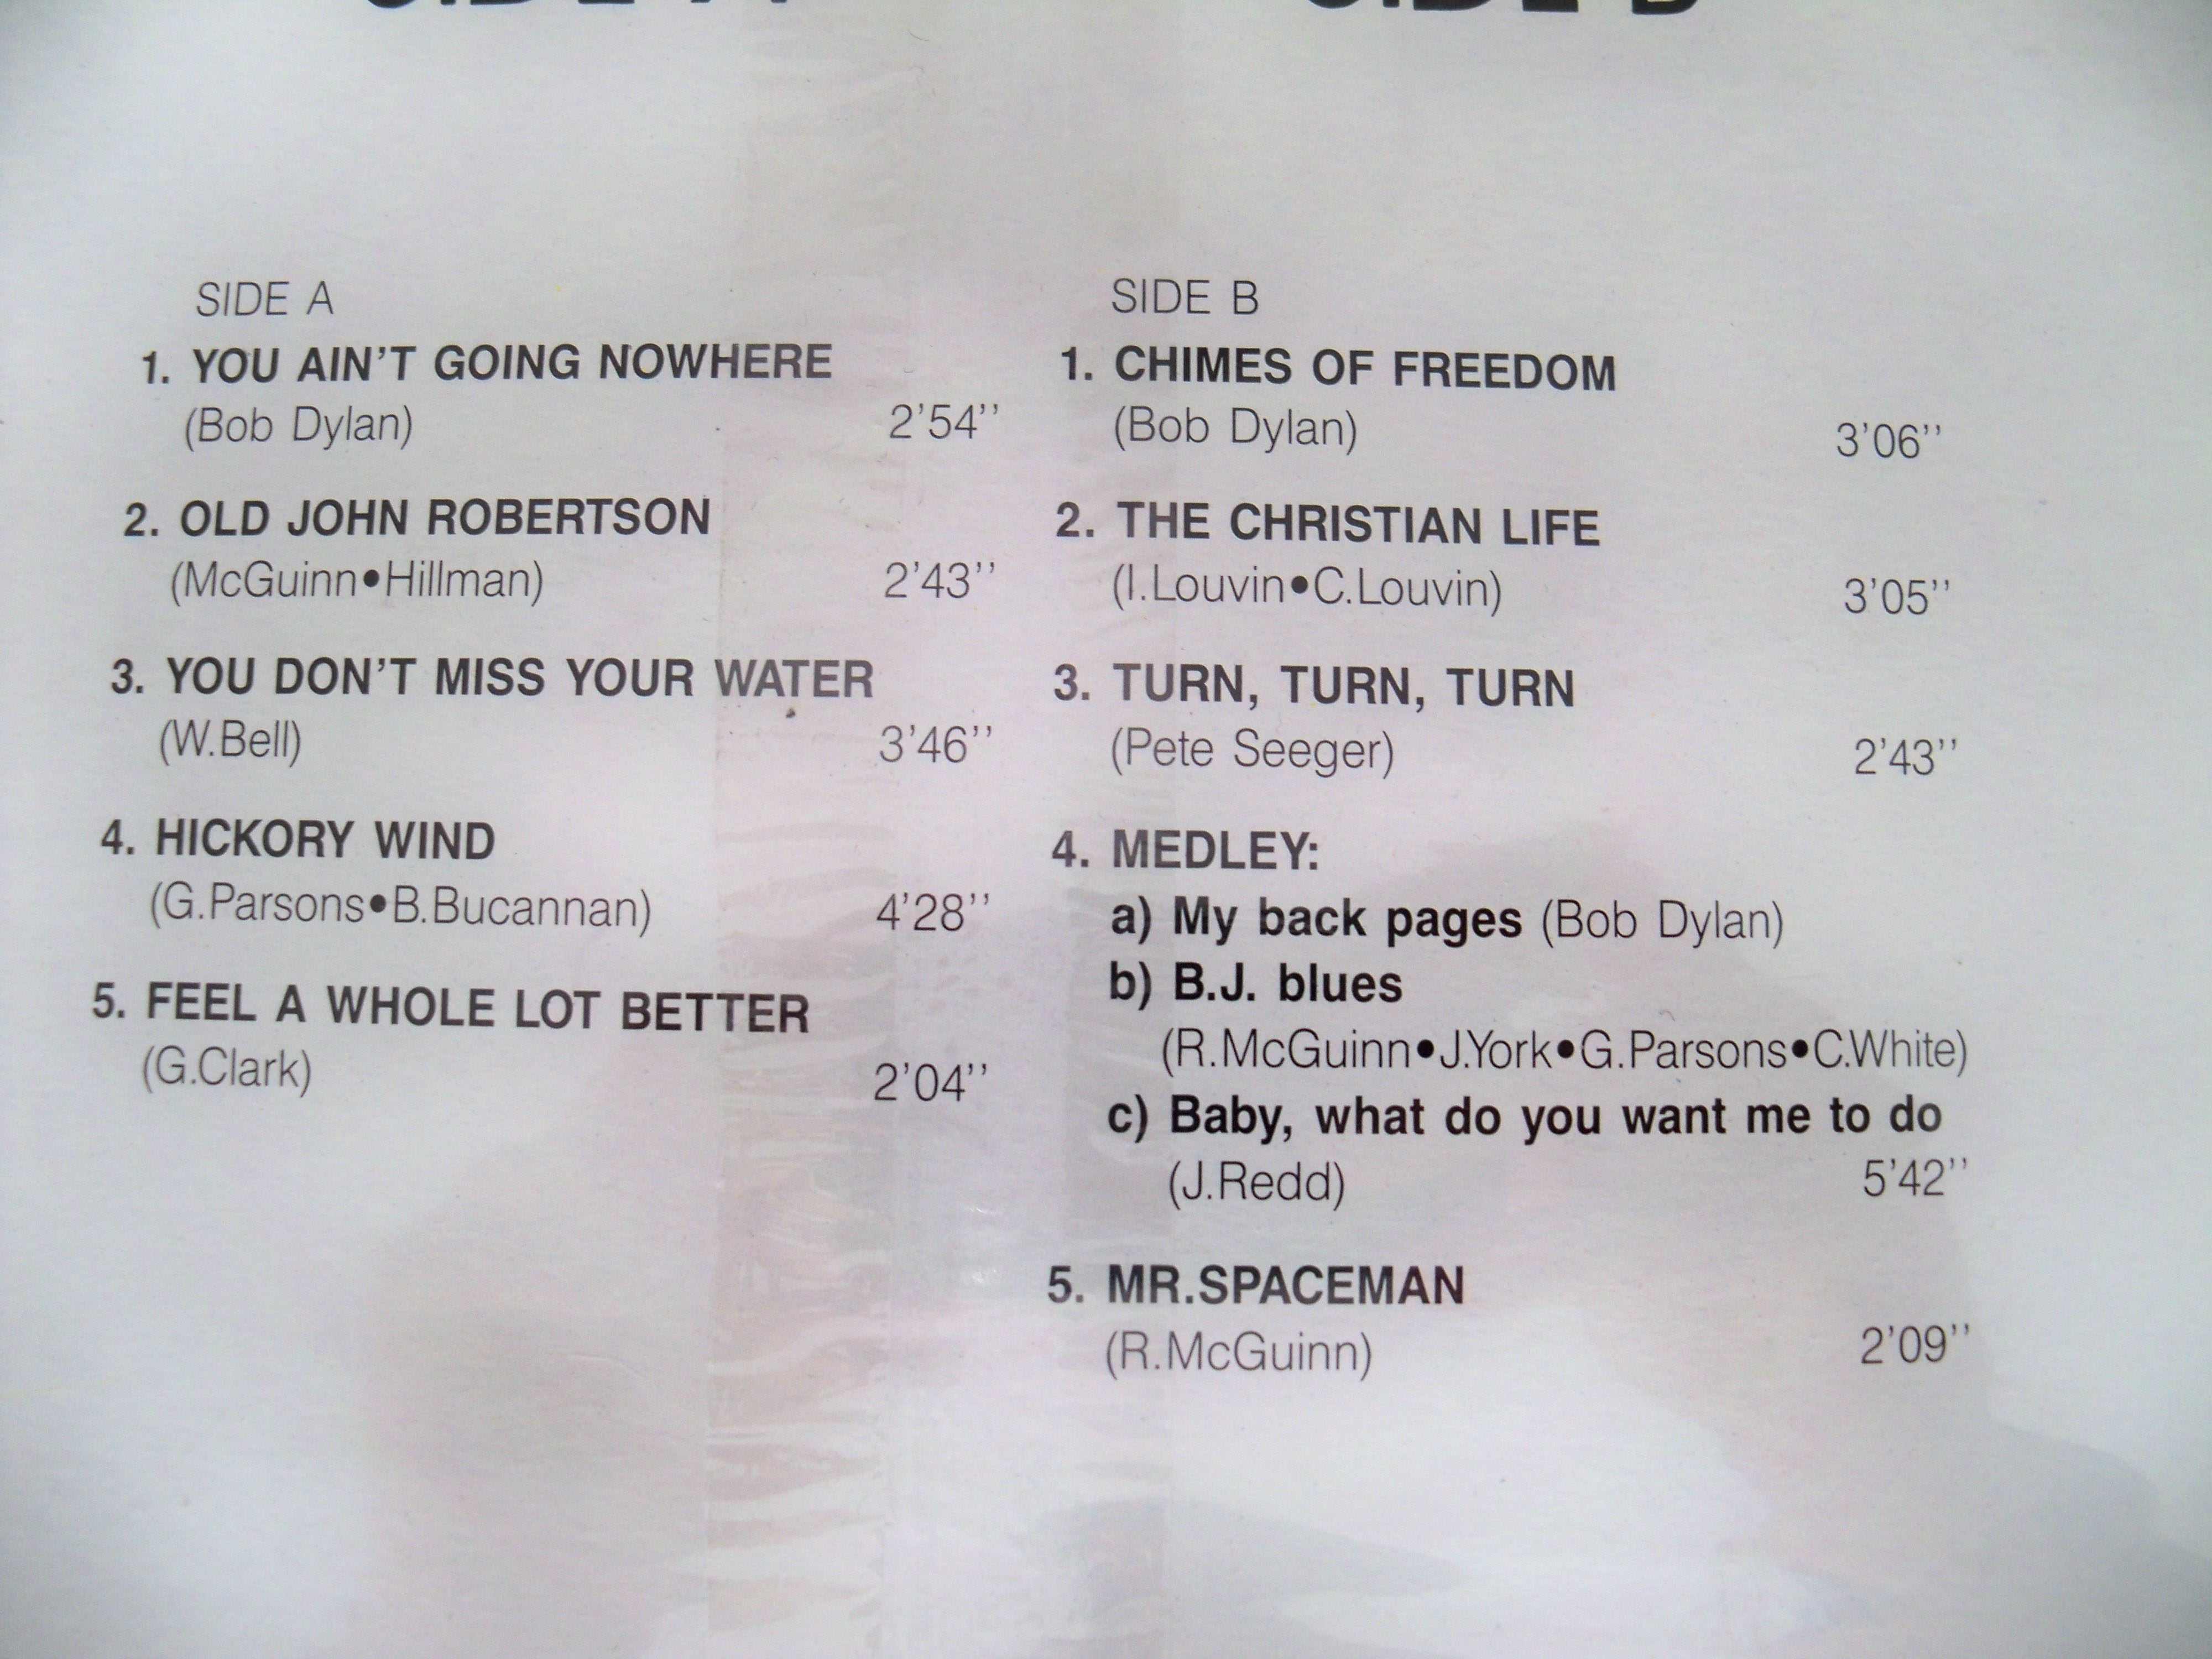 SIDE A
SIDE B
SIDE A
1. YOU AIN'T GOING NOWHERE
(Bob Dylan) 2'54''
2. OLD JOHN ROBERTSON
(McGuinn•Hillman) 2'43''
3. YOU DON'T MISS YOUR WATER
(W.Bell) 3'46''
4. HICKORY WIND
(G.Parsons•B.Bucannan) 4'28''
5. FEEL A WHOLE LOT BETTER
(G.Clark) 2'04''
SIDE B
1. CHIMES OF FREEDOM
(Bob Dylan) 3'06''
2. THE CHRISTIAN LIFE
(I.Louvin•C.Louvin) 3'05''
3. TURN, TURN, TURN
(Pete Seeger) 2'43''
4. MEDLEY:
a) My back pages (Bob Dylan)
b) B.J. blues
(R.McGuinn•J.York•G.Parsons•C.White)
c) Baby, what do you want me to do
(J.Redd) 5'42''
5. MR.SPACEMAN
(R.McGuinn) 2'09''